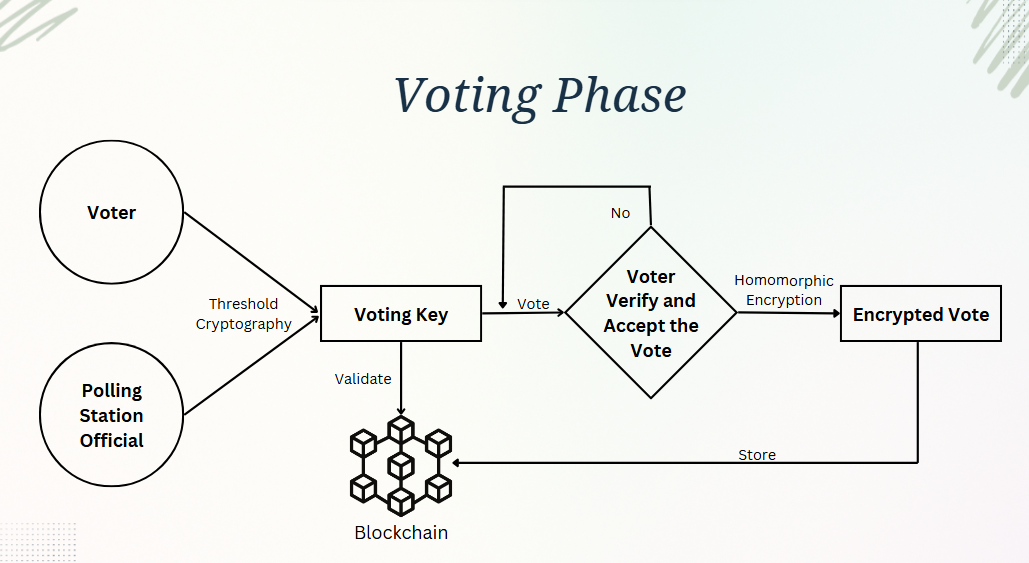 Voting Phase
Voter
Threshold
Cryptography
Polling
Station
Official
Voting Key
Validate
Blockchain
No
Vote
Voter
Verify and
Accept the
Vote
Homomorphic
Encryption
Encrypted Vote
Store